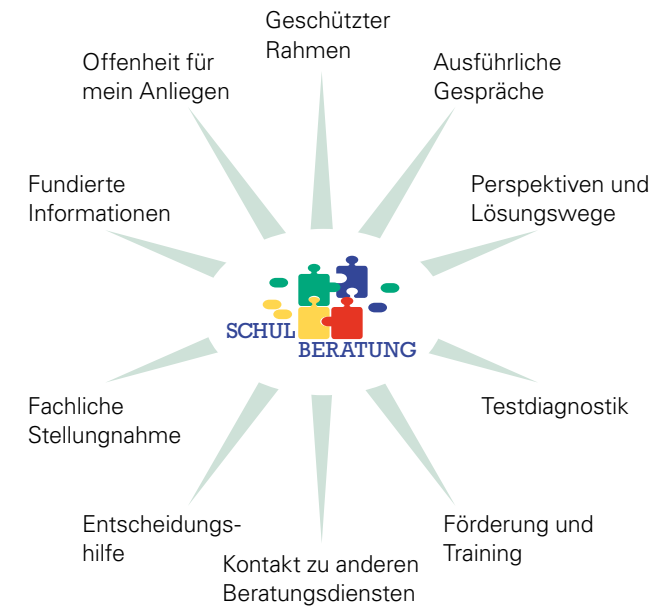 Geschützter
Rahmen
Offenheit für
mein Anliegen
Ausführliche
Gespräche
Fundierte
Informationen
Perspektiven und
Lösungswege
SCHUL
BERATUNG
Fachliche
Stellungnahme
Testdiagnostik
Entscheidungs-
hilfe
Förderung und
Training
Kontakt zu anderen
Beratungsdiensten